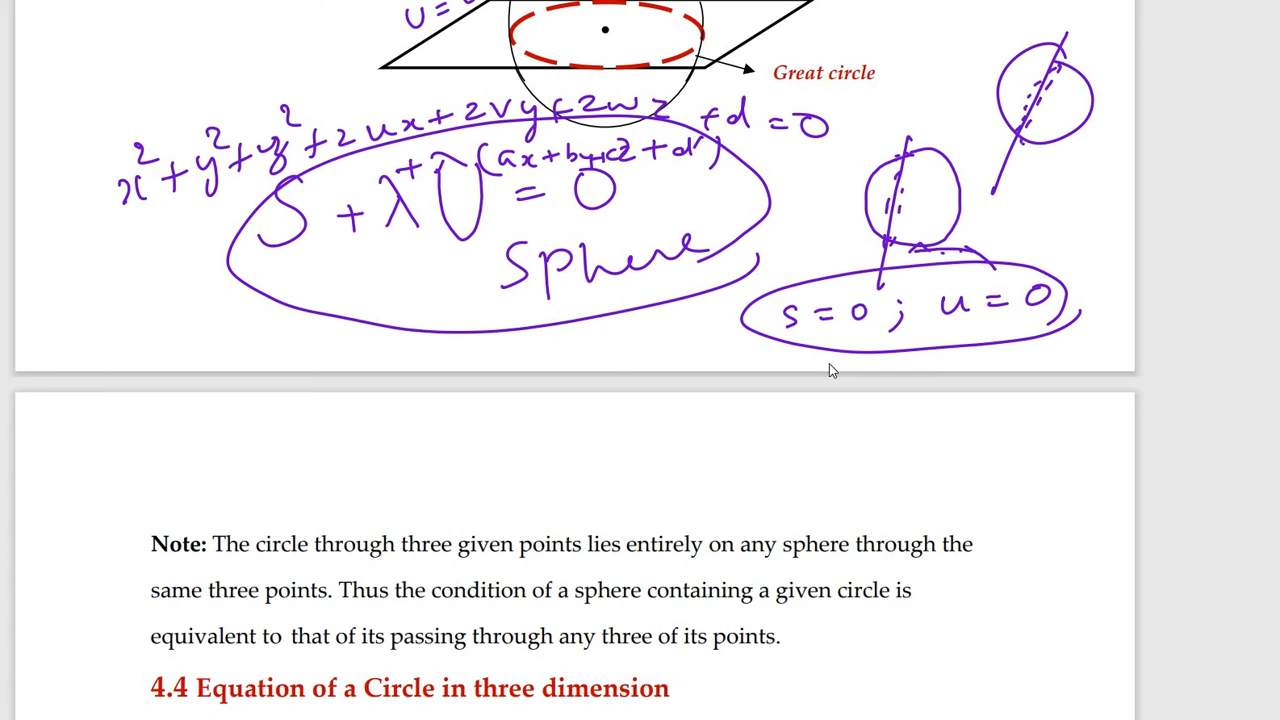 U =
Great circle
x² + y² + z² + 2ux + 2vy + 2wz + d = 0
+ (ax + by + cz + d')
S + λU = 0
Sphere
s = 0 ; u = 0
Note: The circle through three given points lies entirely on any sphere through the
same three points. Thus the condition of a sphere containing a given circle is
equivalent to that of its passing through any three of its points.
4.4 Equation of a Circle in three dimension